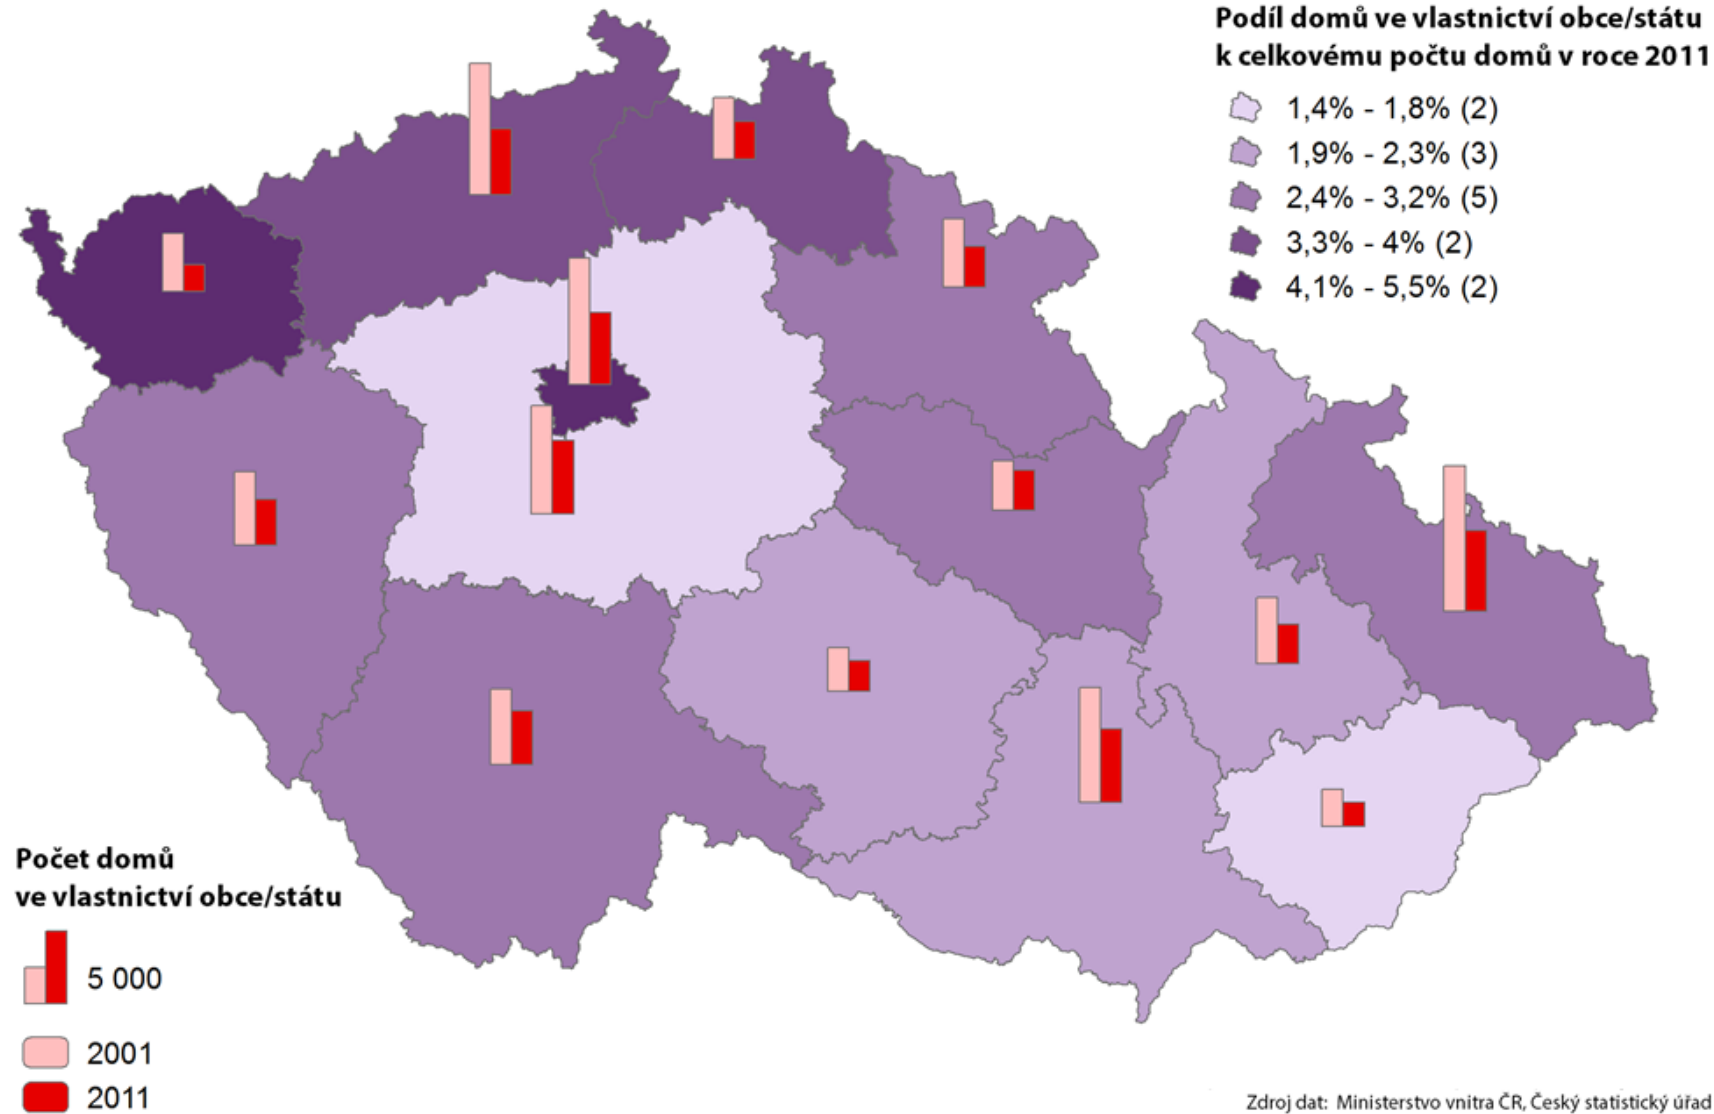 Podíl domů ve vlastnictví obce/státu
k celkovému počtu domů v roce 2011
1,4% - 1,8% (2)
1,9% - 2,3% (3)
2,4% - 3,2% (5)
3,3% - 4% (2)
4,1% - 5,5% (2)
Počet domů
ve vlastnictví obce/státu
5 000
2001
2011
Zdroj dat: Ministerstvo vnitra ČR, Český statistický úřad